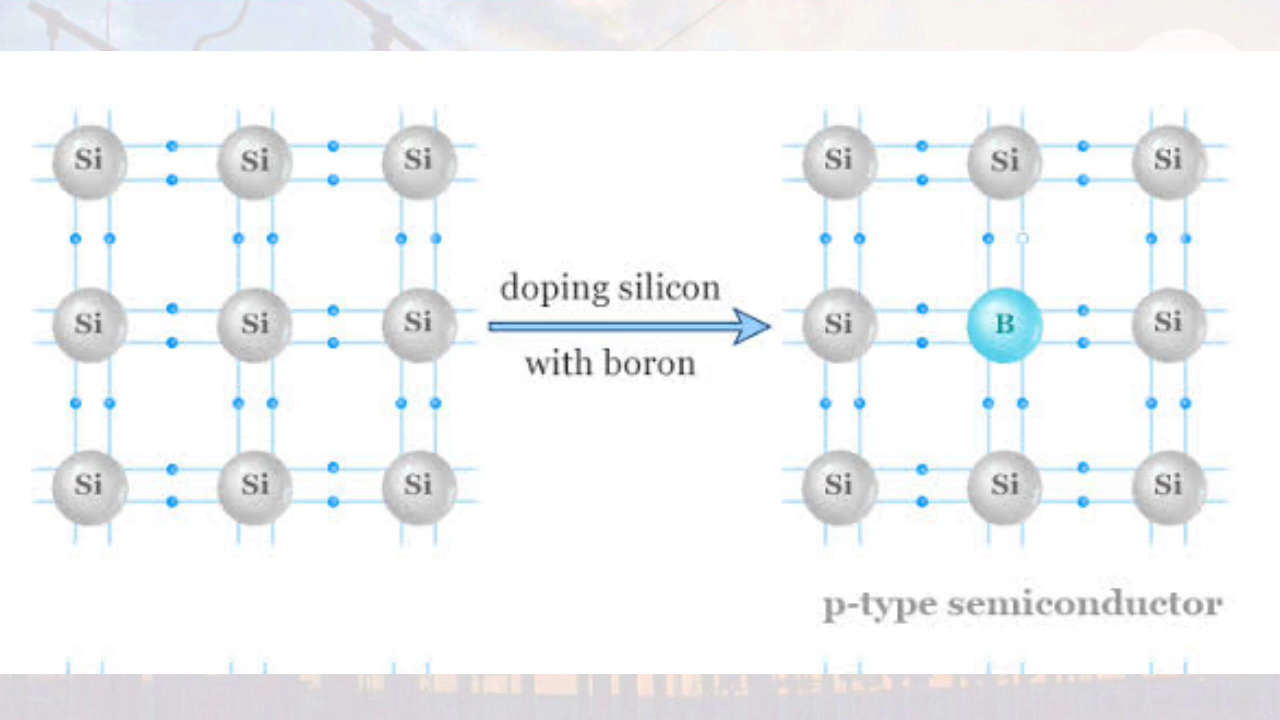 Si Si Si Si Si Si
doping silicon
Si Si Si Si B Si
with boron
Si Si Si Si Si Si
p-type semiconductor